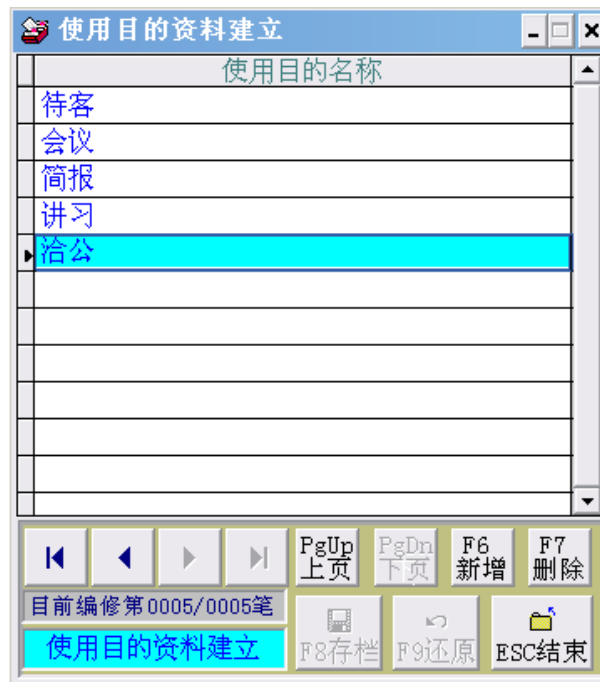 使用目的资料建立
使用目的名称
待客
会议
简报
讲习
洽公
PgUp
上页
PgDn
下页
F6
新增
F7
删除
目前编修第0005/0005笔
使用目的资料建立
F8存档
F9还原
ESC结束